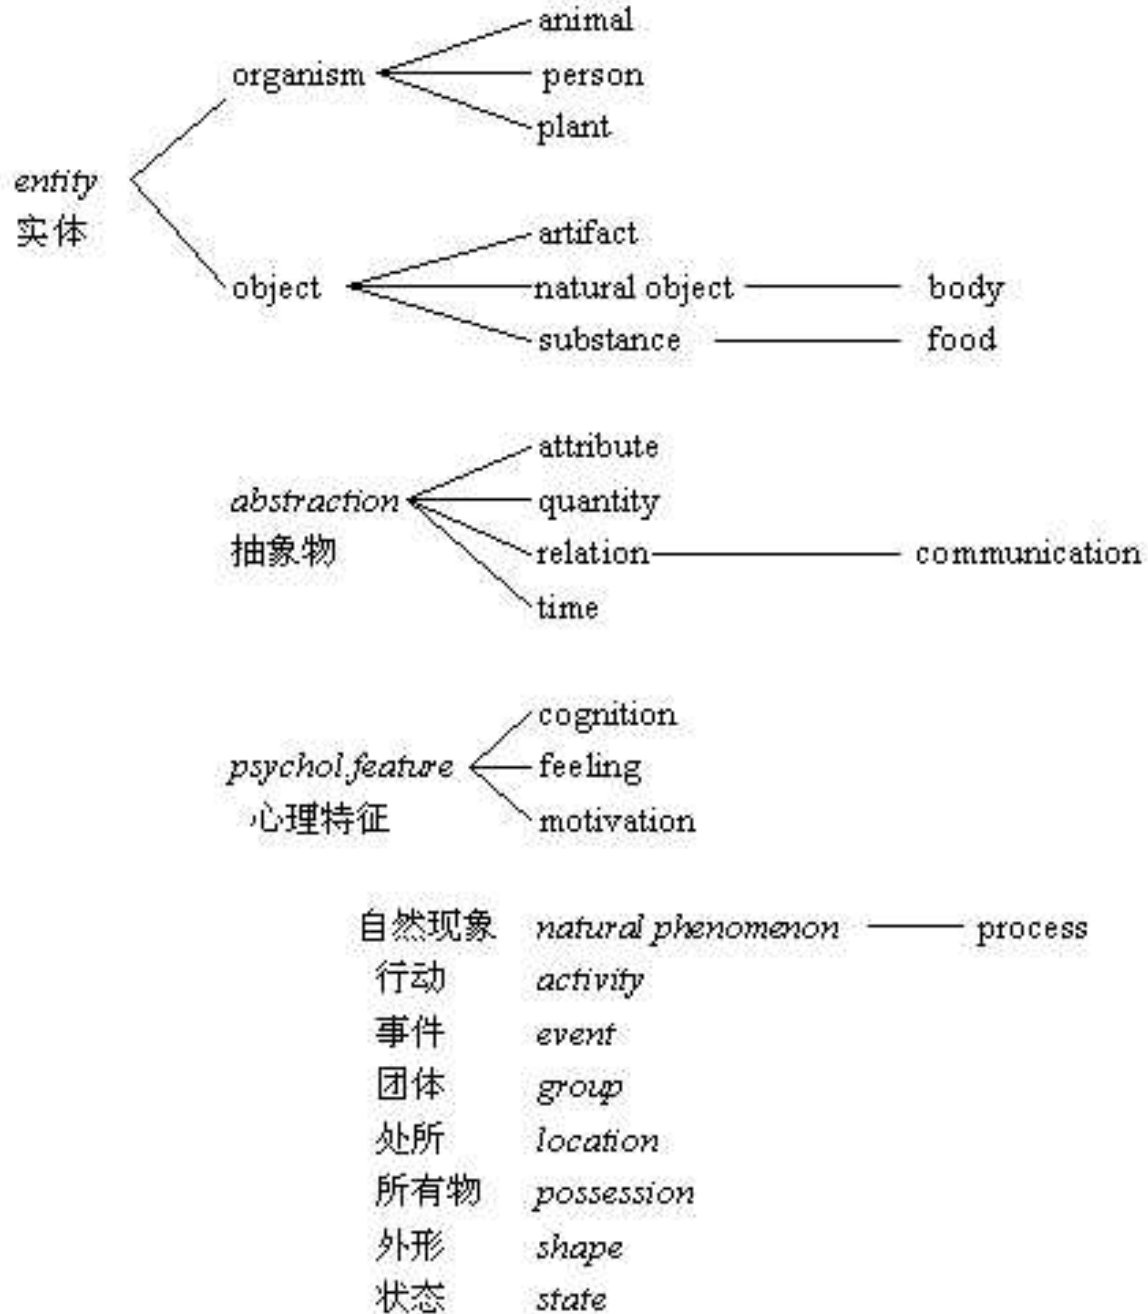 animal
organism person
plant
entity
实体
artifact
object natural object body
substance food
attribute
abstraction quantity
抽象物 relation communication
time
cognition
psychol.feature feeling
心理特征 motivation
自然现象 natural phenomenon process
行动 activity
事件 event
团体 group
处所 location
所有物 possession
外形 shape
状态 state